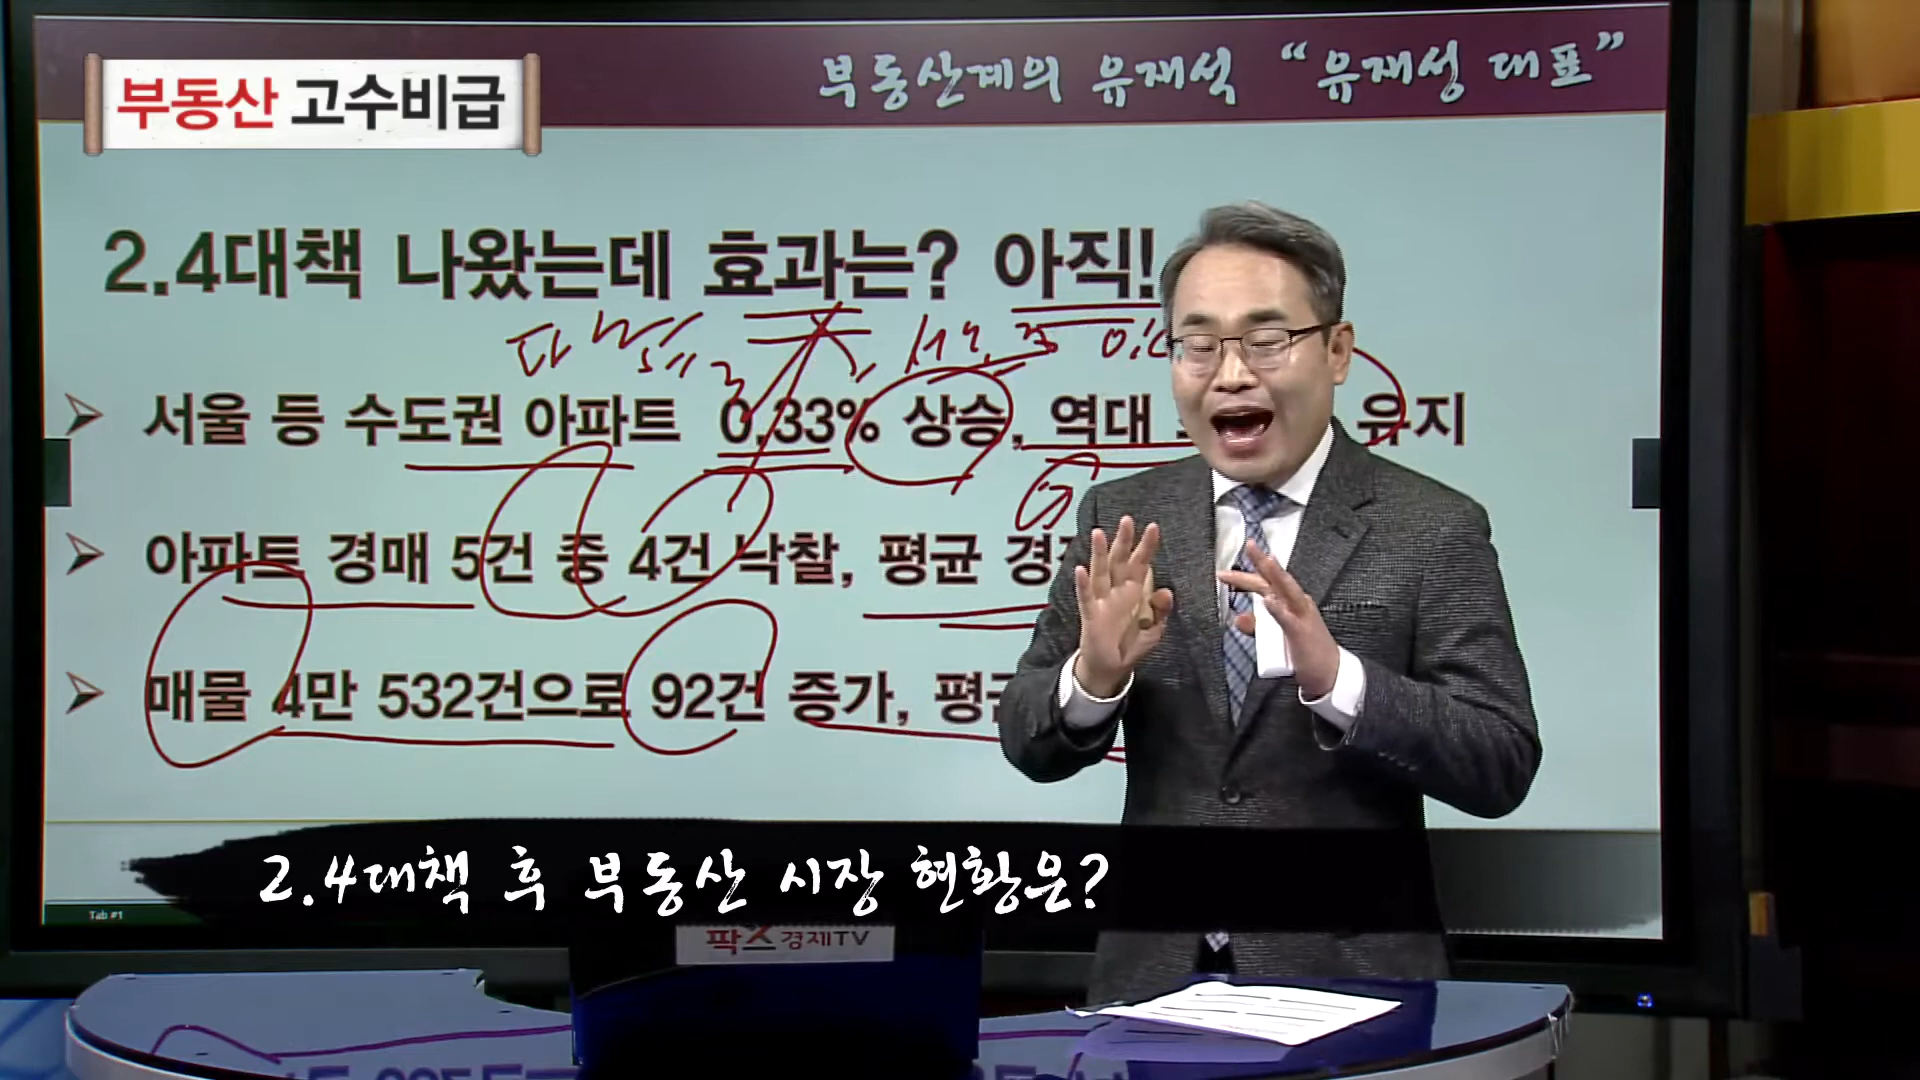 부동산 고수비급
부동산계의 유재석 “유재성 대표”
2.4대책 나왔는데 효과는? 아직!
서울 등 수도권 아파트 0.33% 상승, 역대 유지
아파트 경매 5건 중 4건 낙찰, 평균
매물 4만 532건으로 92건 증가,
2.4대책 후 부동산 시장 현황은?
Tab #1
팍스경제TV